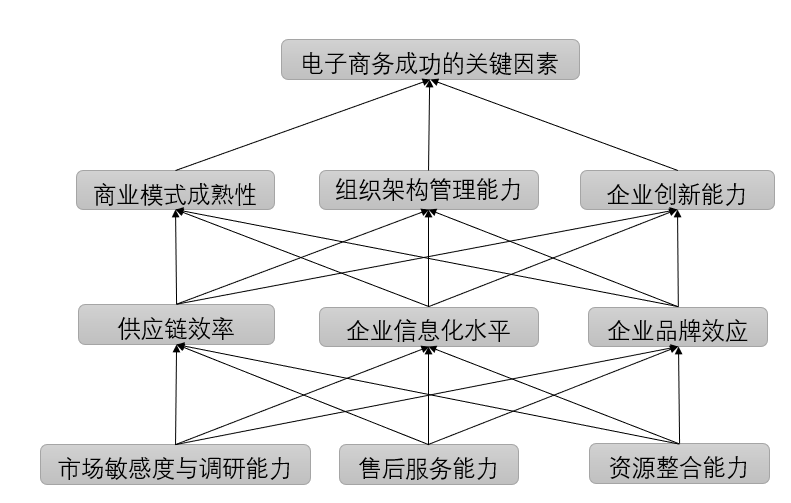 电子商务成功的关键因素
商业模式成熟性
组织架构管理能力
企业创新能力
供应链效率
企业信息化水平
企业品牌效应
市场敏感度与调研能力
售后服务能力
资源整合能力